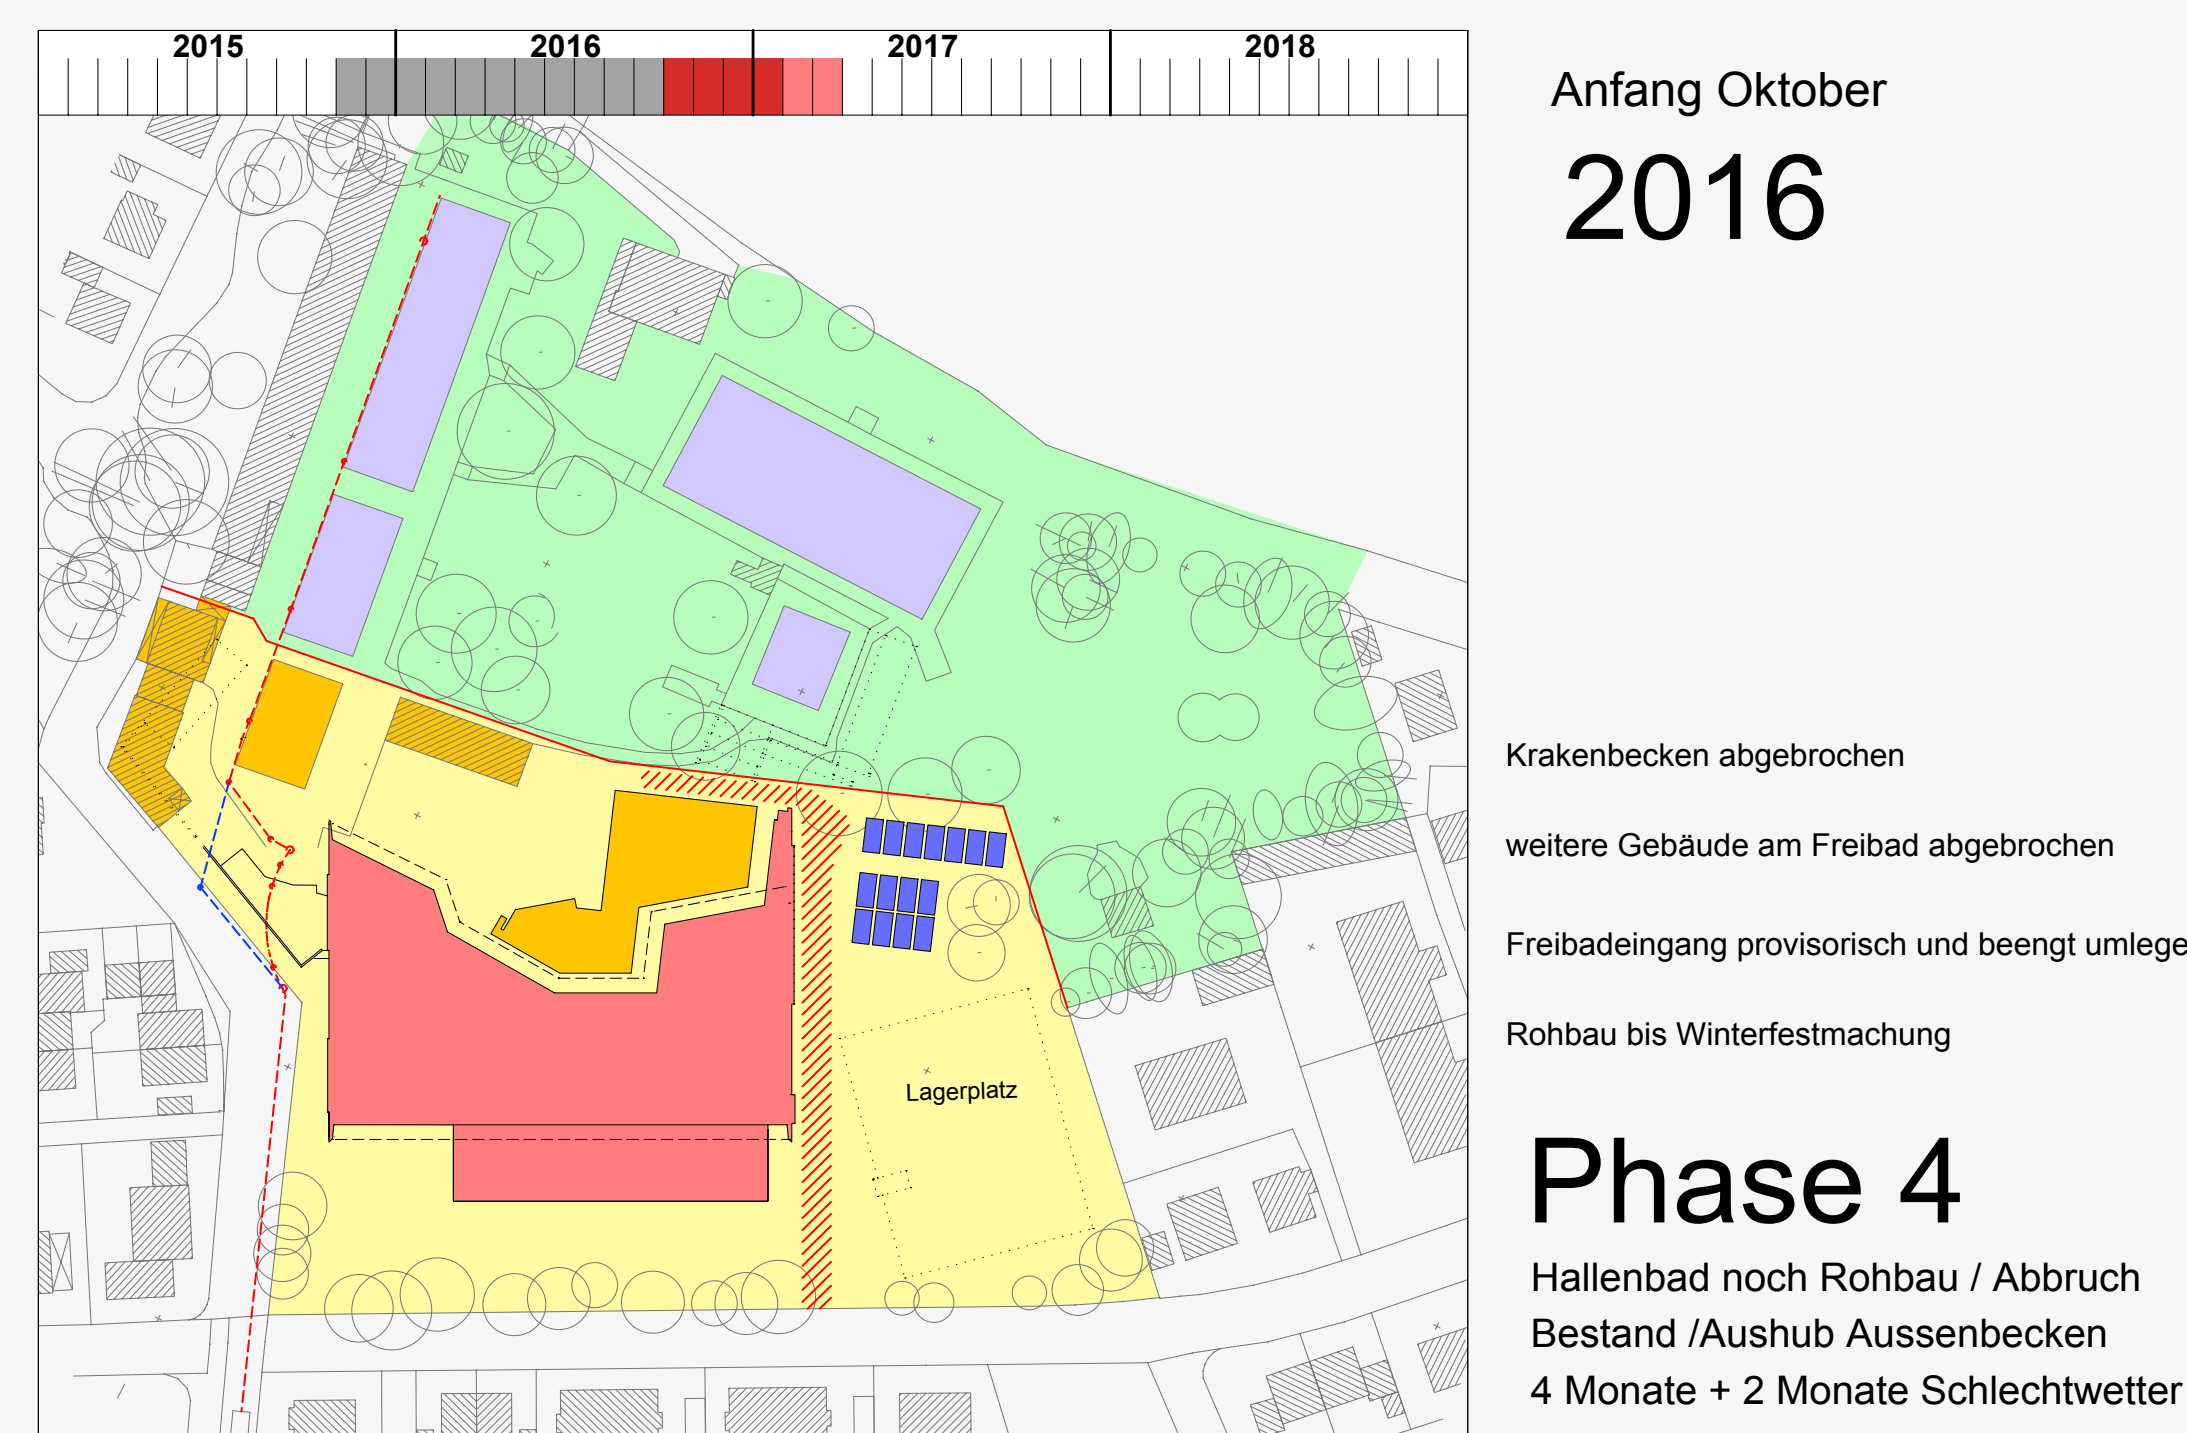 2015
2016
2017
2018
Anfang Oktober
2016
Krakenbecken abgebrochen
weitere Gebäude am Freibad abgebrochen
Freibadeingang provisorisch und beengt umlege
Rohbau bis Winterfestmachung
Lagerplatz
Phase 4
Hallenbad noch Rohbau / Abbruch
Bestand /Aushub Aussenbecken
4 Monate + 2 Monate Schlechtwetter